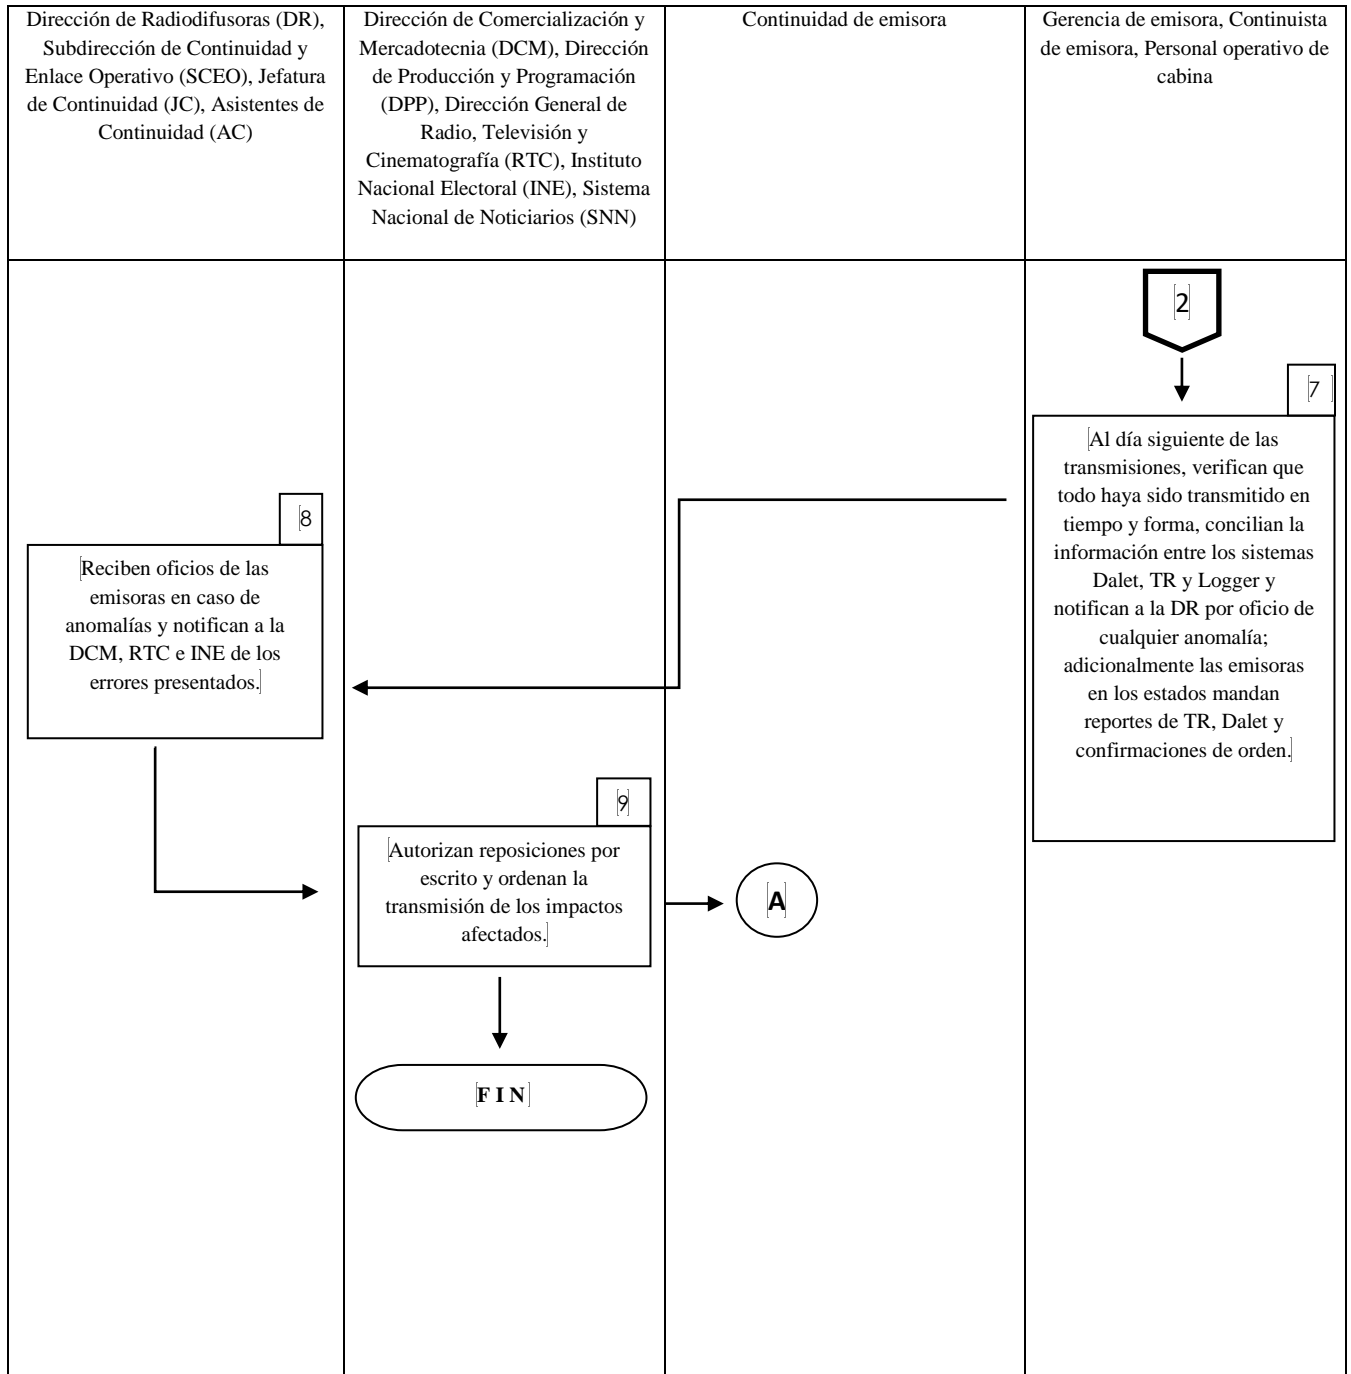 Dirección de Radiodifusoras (DR),
Subdirección de Continuidad y
Enlace Operativo (SCEO), Jefatura
de Continuidad (JC), Asistentes de
Continuidad (AC)
Dirección de Comercialización y
Mercadotecnia (DCM), Dirección
de Producción y Programación
(DPP), Dirección General de
Radio, Televisión y
Cinematografía (RTC), Instituto
Nacional Electoral (INE), Sistema
Nacional de Noticiarios (SNN)
Continuidad de emisora
Gerencia de emisora, Continuista
de emisora, Personal operativo de
cabina
2
7
Al día siguiente de las
transmisiones, verifican que
todo haya sido transmitido en
tiempo y forma, concilian la
información entre los sistemas
Dalet, TR y Logger y
notifican a la DR por oficio de
cualquier anomalía;
adicionalmente las emisoras
en los estados mandan
reportes de TR, Dalet y
confirmaciones de orden.
8
Reciben oficios de las
emisoras en caso de
anomalías y notifican a la
DCM, RTC e INE de los
errores presentados.
9
Autorizan reposiciones por
escrito y ordenan la
transmisión de los impactos
afectados.
A
F I N